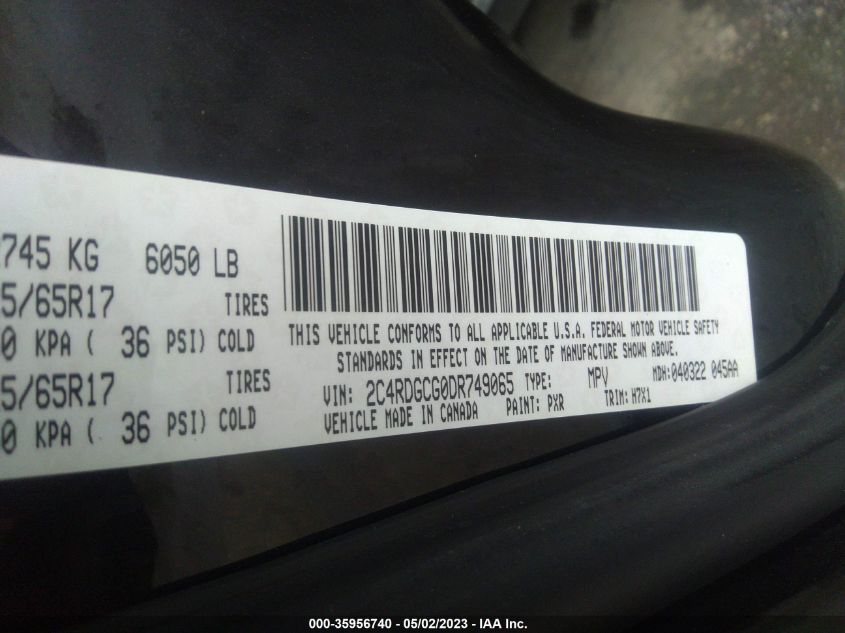 745 KG 6050 LB
5/65R17 TIRES
0 KPA ( 36 PSI) COLD
5/65R17 TIRES
0 KPA ( 36 PSI) COLD
THIS VEHICLE CONFORMS TO ALL APPLICABLE U.S.A. FEDERAL MOTOR VEHICLE SAFETY
STANDARDS IN EFFECT ON THE DATE OF MANUFACTURE SHOWN ABOVE.
VIN: 2C4RDGCG0DR749065 TYPE: MPV MDH: 040322 045AA
VEHICLE MADE IN CANADA PAINT: PXR TRIM: H7X1
000-35956740 - 05/02/2023 - IAA Inc.